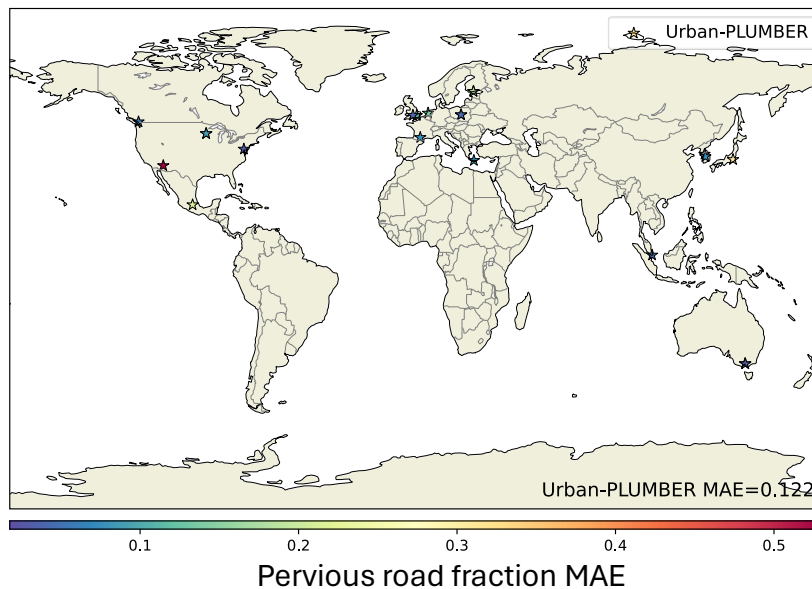 Urban-PLUMBER
Urban-PLUMBER MAE=0.122
0.1 0.2 0.3 0.4 0.5
Pervious road fraction MAE